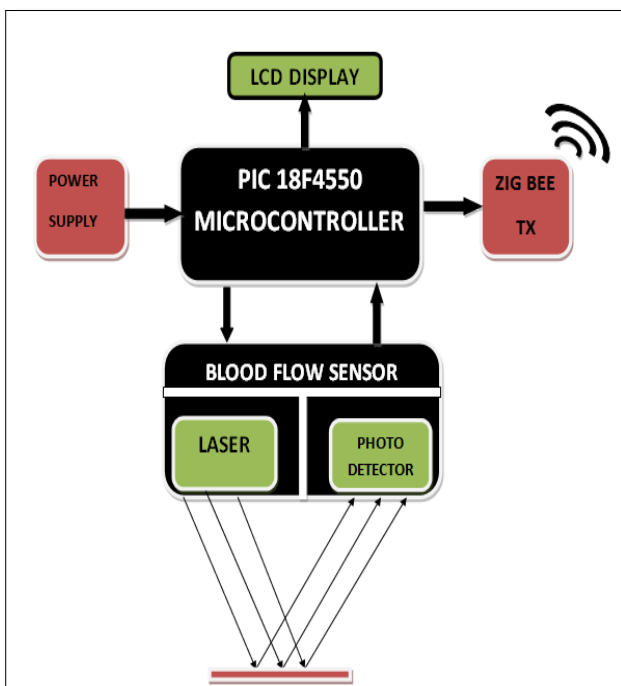 LCD DISPLAY
POWER
SUPPLY
PIC 18F4550
MICROCONTROLLER
ZIG BEE
TX
BLOOD FLOW SENSOR
LASER
PHOTO
DETECTOR